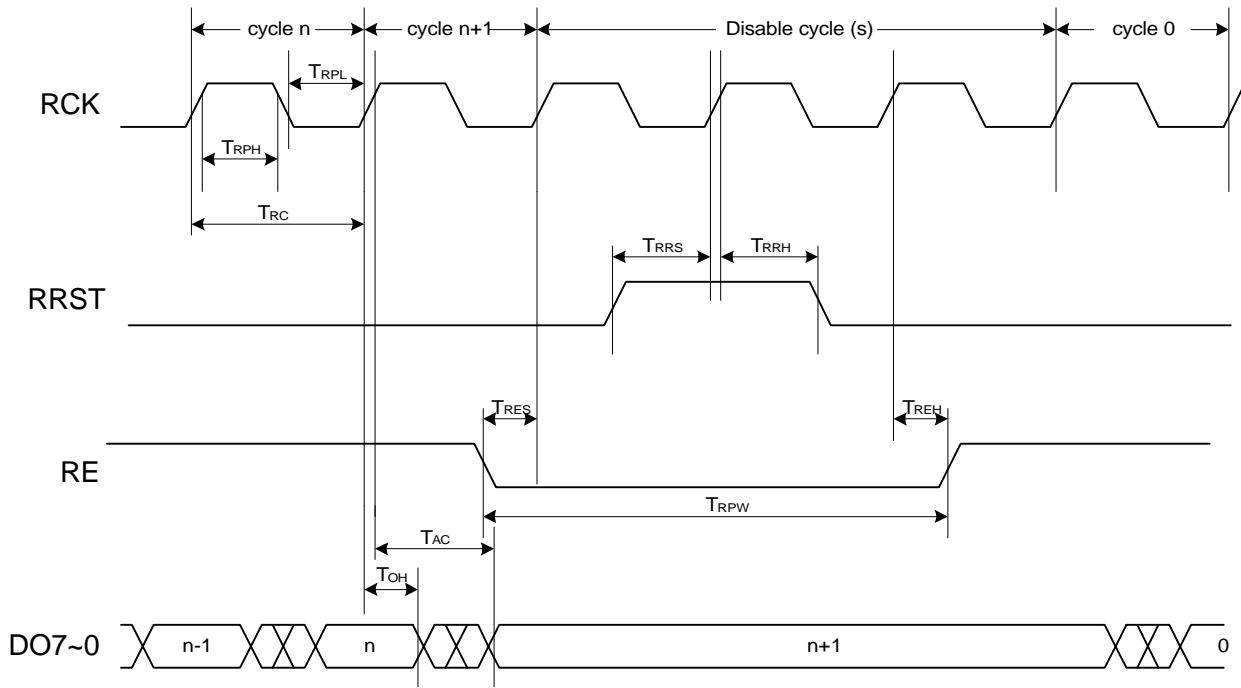 cycle n
cycle n+1
Disable cycle (s)
cycle 0
TRPL
RCK
TRPH
TRC
TRRS
TRRH
RRST
TRES
TREH
RE
TRPW
TAC
TOH
DO7~0
n-1
n
n+1
0